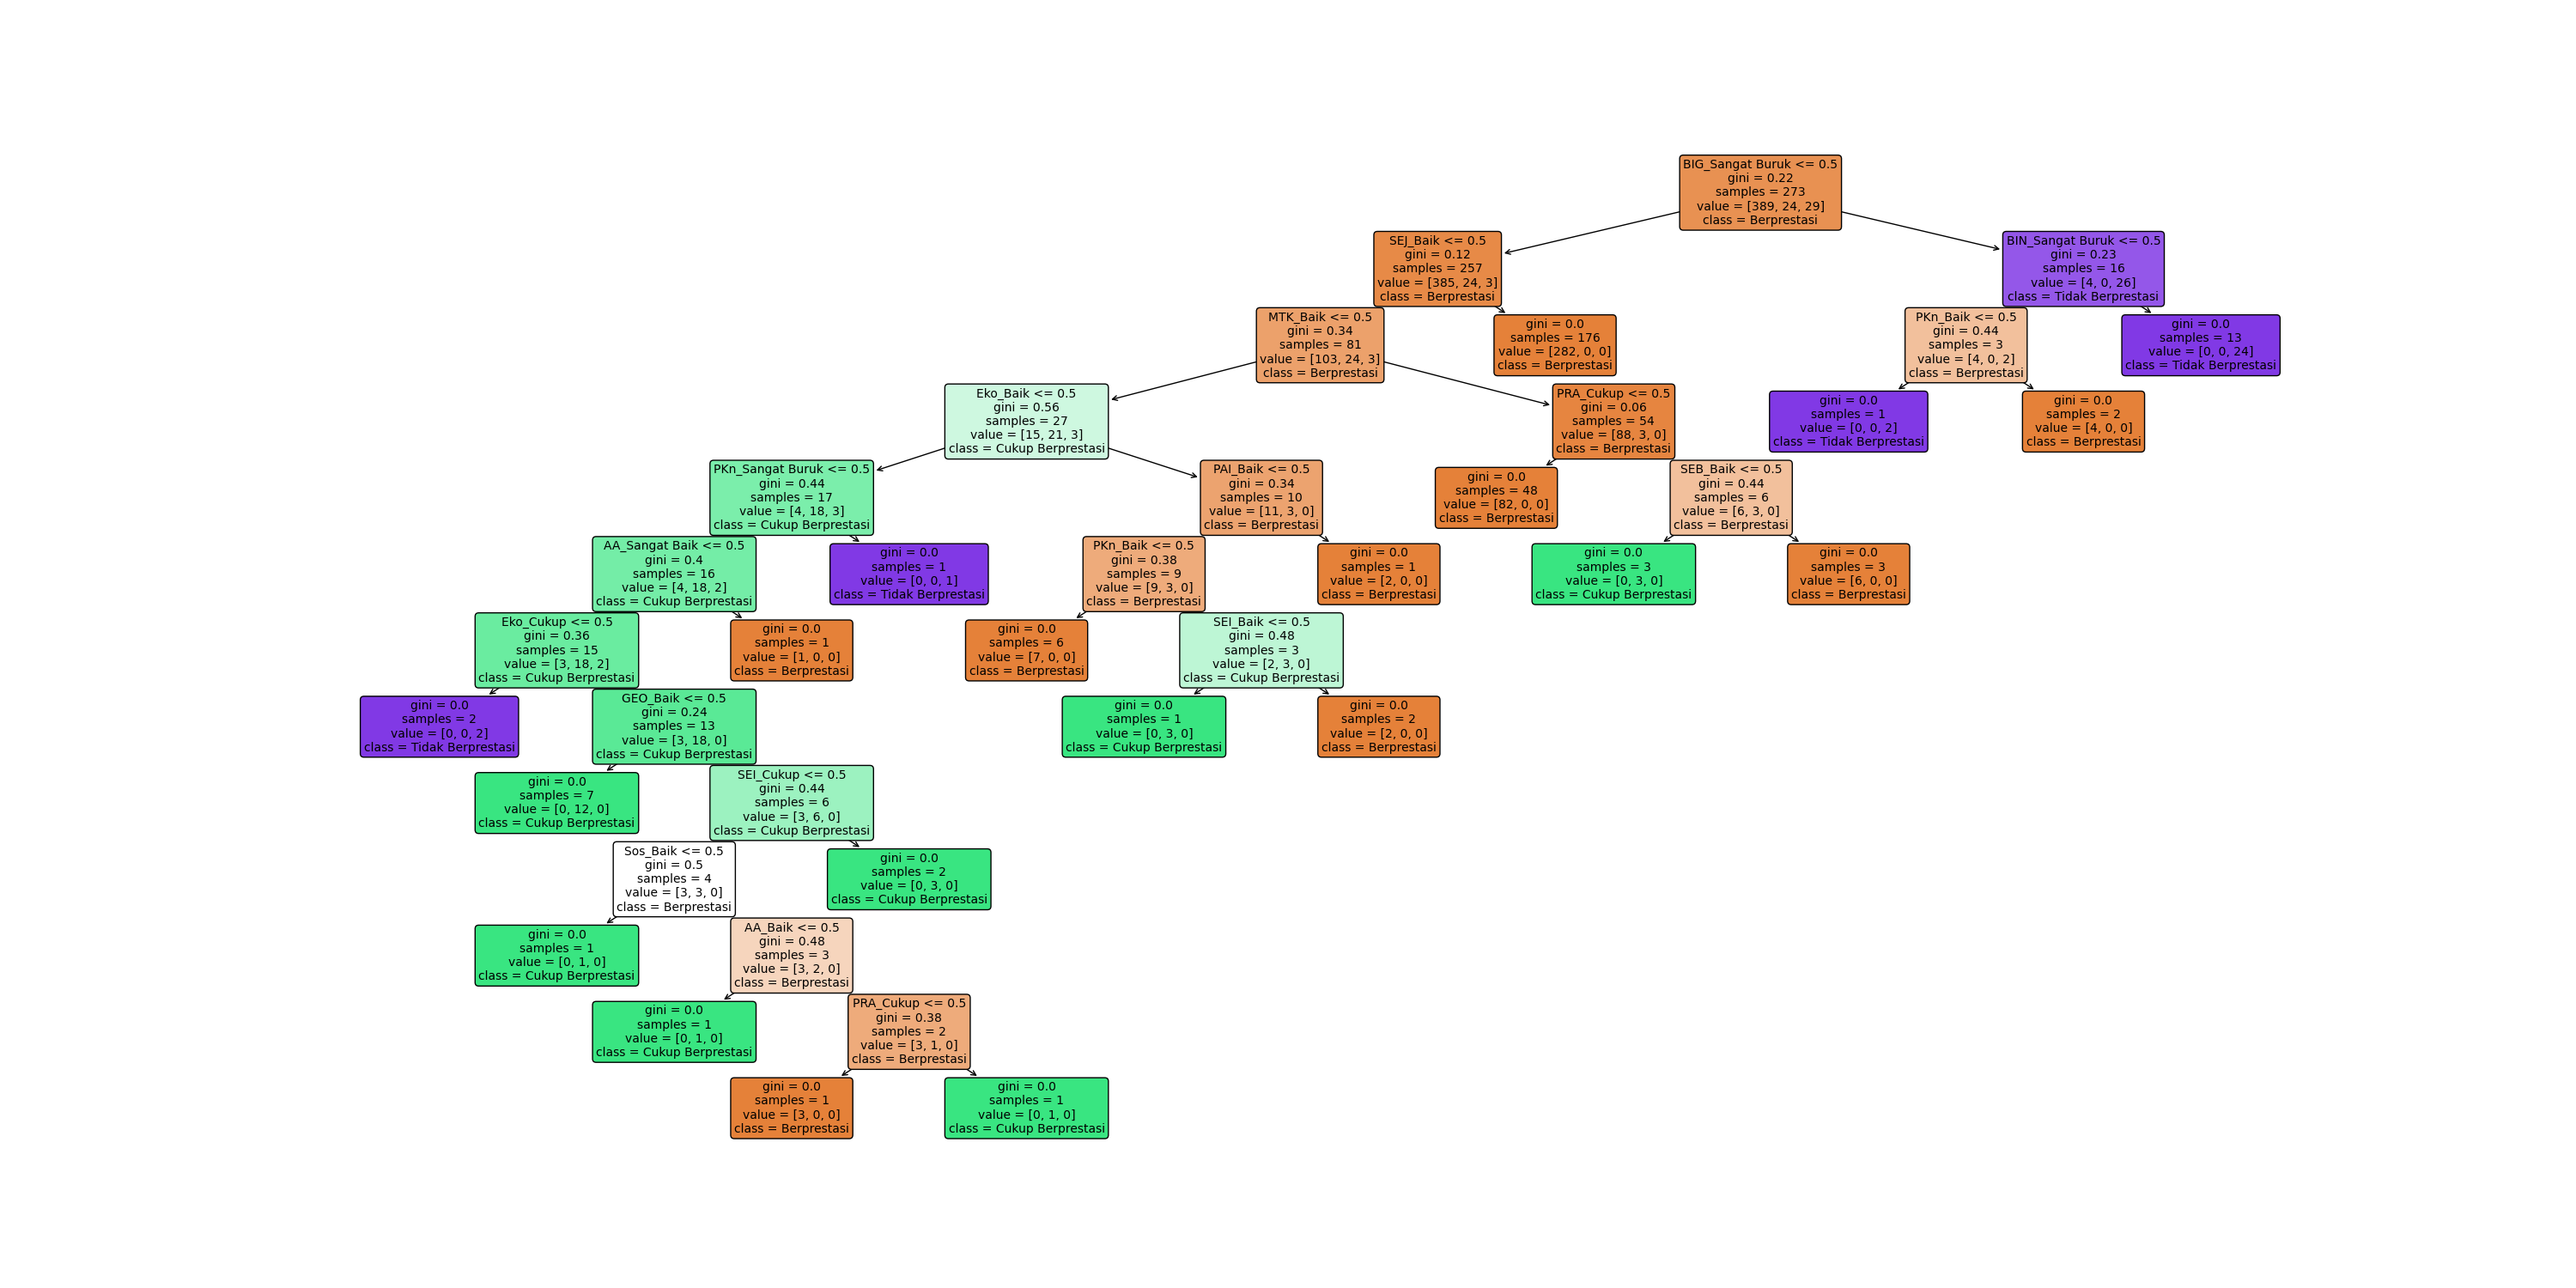 BIG_Sangat Buruk <= 0.5
gini = 0.22
samples = 273
value = [389, 24, 29]
class = Berprestasi
SEJ_Baik <= 0.5
gini = 0.12
samples = 257
value = [385, 24, 3]
class = Berprestasi
BIN_Sangat Buruk <= 0.5
gini = 0.23
samples = 16
value = [4, 0, 26]
class = Tidak Berprestasi
MTK_Baik <= 0.5
gini = 0.34
samples = 81
value = [103, 24, 3]
class = Berprestasi
gini = 0.0
samples = 176
value = [282, 0, 0]
class = Berprestasi
PKn_Baik <= 0.5
gini = 0.44
samples = 3
value = [4, 0, 2]
class = Berprestasi
gini = 0.0
samples = 13
value = [0, 0, 24]
class = Tidak Berprestasi
Eko_Baik <= 0.5
gini = 0.56
samples = 27
value = [15, 21, 3]
class = Cukup Berprestasi
PRA_Cukup <= 0.5
gini = 0.06
samples = 54
value = [88, 3, 0]
class = Berprestasi
gini = 0.0
samples = 1
value = [0, 0, 2]
class = Tidak Berprestasi
gini = 0.0
samples = 2
value = [4, 0, 0]
class = Berprestasi
PKn_Sangat Buruk <= 0.5
gini = 0.44
samples = 17
value = [4, 18, 3]
class = Cukup Berprestasi
PAI_Baik <= 0.5
gini = 0.34
samples = 10
value = [11, 3, 0]
class = Berprestasi
gini = 0.0
samples = 48
value = [82, 0, 0]
class = Berprestasi
SEB_Baik <= 0.5
gini = 0.44
samples = 6
value = [6, 3, 0]
class = Berprestasi
AA_Sangat Baik <= 0.5
gini = 0.4
samples = 16
value = [4, 18, 2]
class = Cukup Berprestasi
gini = 0.0
samples = 1
value = [0, 0, 1]
class = Tidak Berprestasi
PKn_Baik <= 0.5
gini = 0.38
samples = 9
value = [9, 3, 0]
class = Berprestasi
gini = 0.0
samples = 1
value = [2, 0, 0]
class = Berprestasi
gini = 0.0
samples = 3
value = [0, 3, 0]
class = Cukup Berprestasi
gini = 0.0
samples = 3
value = [6, 0, 0]
class = Berprestasi
Eko_Cukup <= 0.5
gini = 0.36
samples = 15
value = [3, 18, 2]
class = Cukup Berprestasi
gini = 0.0
samples = 1
value = [1, 0, 0]
class = Berprestasi
gini = 0.0
samples = 6
value = [7, 0, 0]
class = Berprestasi
SEI_Baik <= 0.5
gini = 0.48
samples = 3
value = [2, 3, 0]
class = Cukup Berprestasi
gini = 0.0
samples = 2
value = [0, 0, 2]
class = Tidak Berprestasi
GEO_Baik <= 0.5
gini = 0.24
samples = 13
value = [3, 18, 0]
class = Cukup Berprestasi
gini = 0.0
samples = 1
value = [0, 3, 0]
class = Cukup Berprestasi
gini = 0.0
samples = 2
value = [2, 0, 0]
class = Berprestasi
gini = 0.0
samples = 7
value = [0, 12, 0]
class = Cukup Berprestasi
SEI_Cukup <= 0.5
gini = 0.44
samples = 6
value = [3, 6, 0]
class = Cukup Berprestasi
Sos_Baik <= 0.5
gini = 0.5
samples = 4
value = [3, 3, 0]
class = Berprestasi
gini = 0.0
samples = 2
value = [0, 3, 0]
class = Cukup Berprestasi
gini = 0.0
samples = 1
value = [0, 1, 0]
class = Cukup Berprestasi
AA_Baik <= 0.5
gini = 0.48
samples = 3
value = [3, 2, 0]
class = Berprestasi
gini = 0.0
samples = 1
value = [0, 1, 0]
class = Cukup Berprestasi
PRA_Cukup <= 0.5
gini = 0.38
samples = 2
value = [3, 1, 0]
class = Berprestasi
gini = 0.0
samples = 1
value = [3, 0, 0]
class = Berprestasi
gini = 0.0
samples = 1
value = [0, 1, 0]
class = Cukup Berprestasi